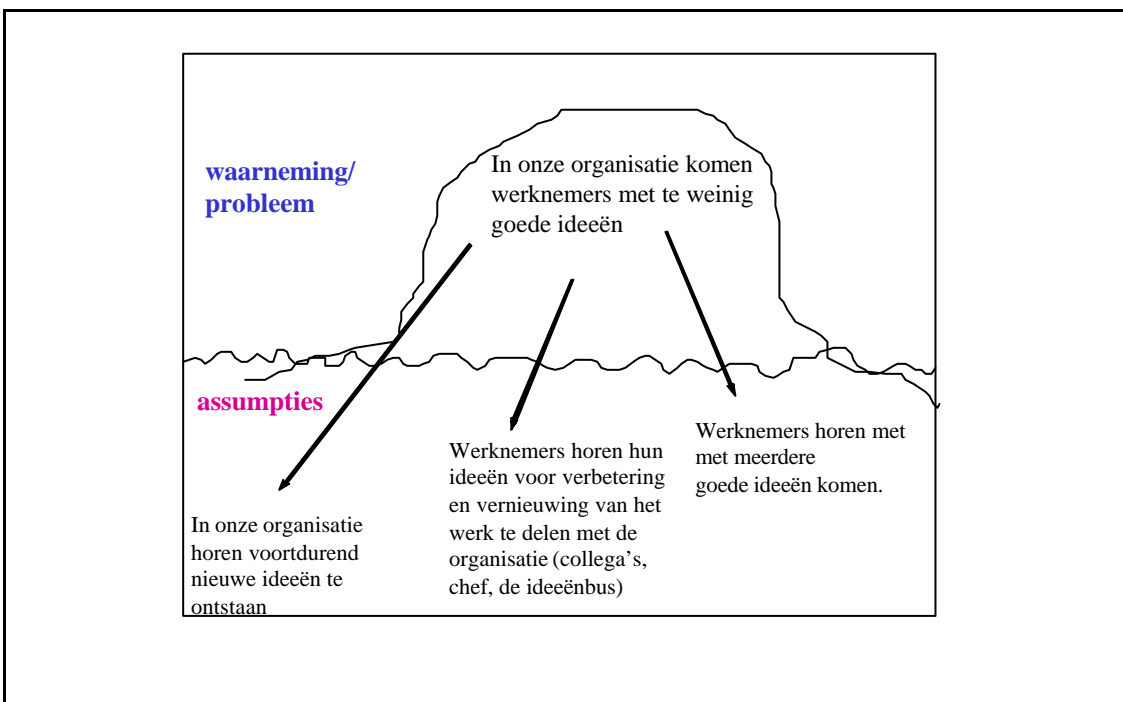 waarneming/
probleem
In onze organisatie komen
werknemers met te weinig
goede ideeën
assumpties
In onze organisatie
horen voortdurend
nieuwe ideeën te
ontstaan
Werknemers horen hun
ideeën voor verbetering
en vernieuwing van het
werk te delen met de
organisatie (collega's,
chef, de ideeënbus)
Werknemers horen met
met meerdere
goede ideeën komen.